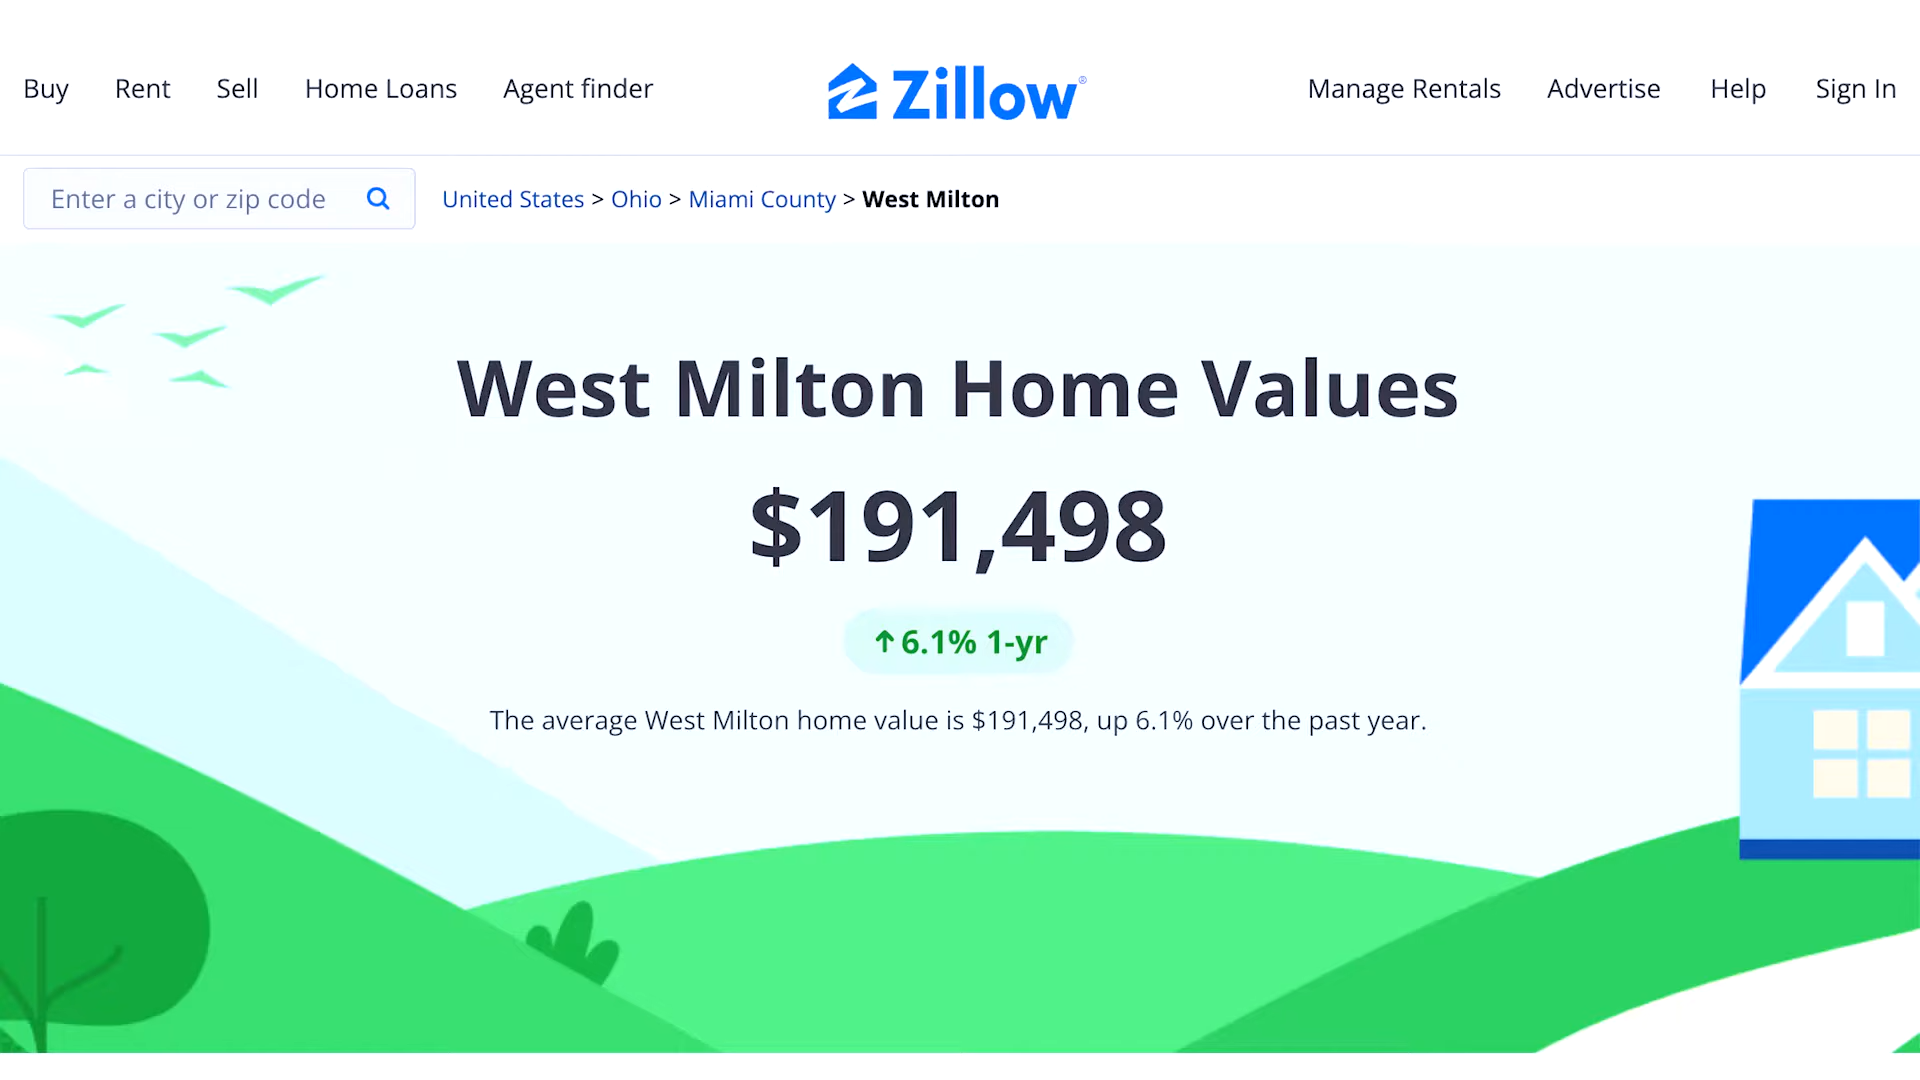 Buy Rent Sell Home Loans Agent finder Zillow® Manage Rentals Advertise Help Sign In
Enter a city or zip code United States > Ohio > Miami County > West Milton
West Milton Home Values
$191,498
↑ 6.1% 1-yr
The average West Milton home value is $191,498, up 6.1% over the past year.